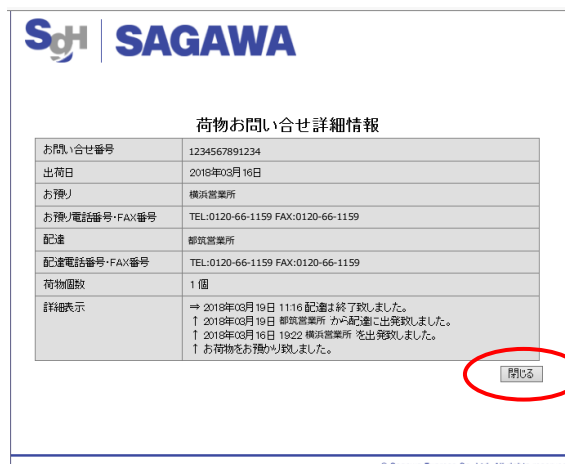 SGH SAGAWA
荷物お問い合せ詳細情報
お問い合せ番号 1234567891234
出荷日 2018年03月16日
お預り 横浜営業所
お預り電話番号・FAX番号 TEL:0120-66-1159 FAX:0120-66-1159
配達 都筑営業所
配達電話番号・FAX番号 TEL:0120-66-1159 FAX:0120-66-1159
荷物個数 1 個
詳細表示 ⇒ 2018年03月19日 11:16 配達は終了致しました。
↑ 2018年03月19日 都筑営業所 から配達に出発致しました。
↑ 2018年03月16日 19:22 横浜営業所 を出発致しました。
↑ お荷物をお預かり致しました。
閉じる